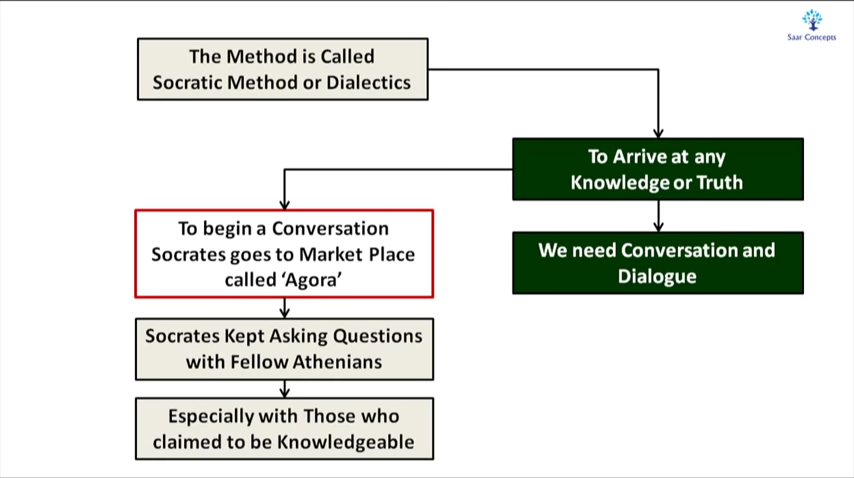 Saar Concepts
The Method is Called
Socratic Method or Dialectics
To Arrive at any
Knowledge or Truth
We need Conversation and
Dialogue
To begin a Conversation
Socrates goes to Market Place
called ‘Agora’
Socrates Kept Asking Questions
with Fellow Athenians
Especially with Those who
claimed to be Knowledgeable